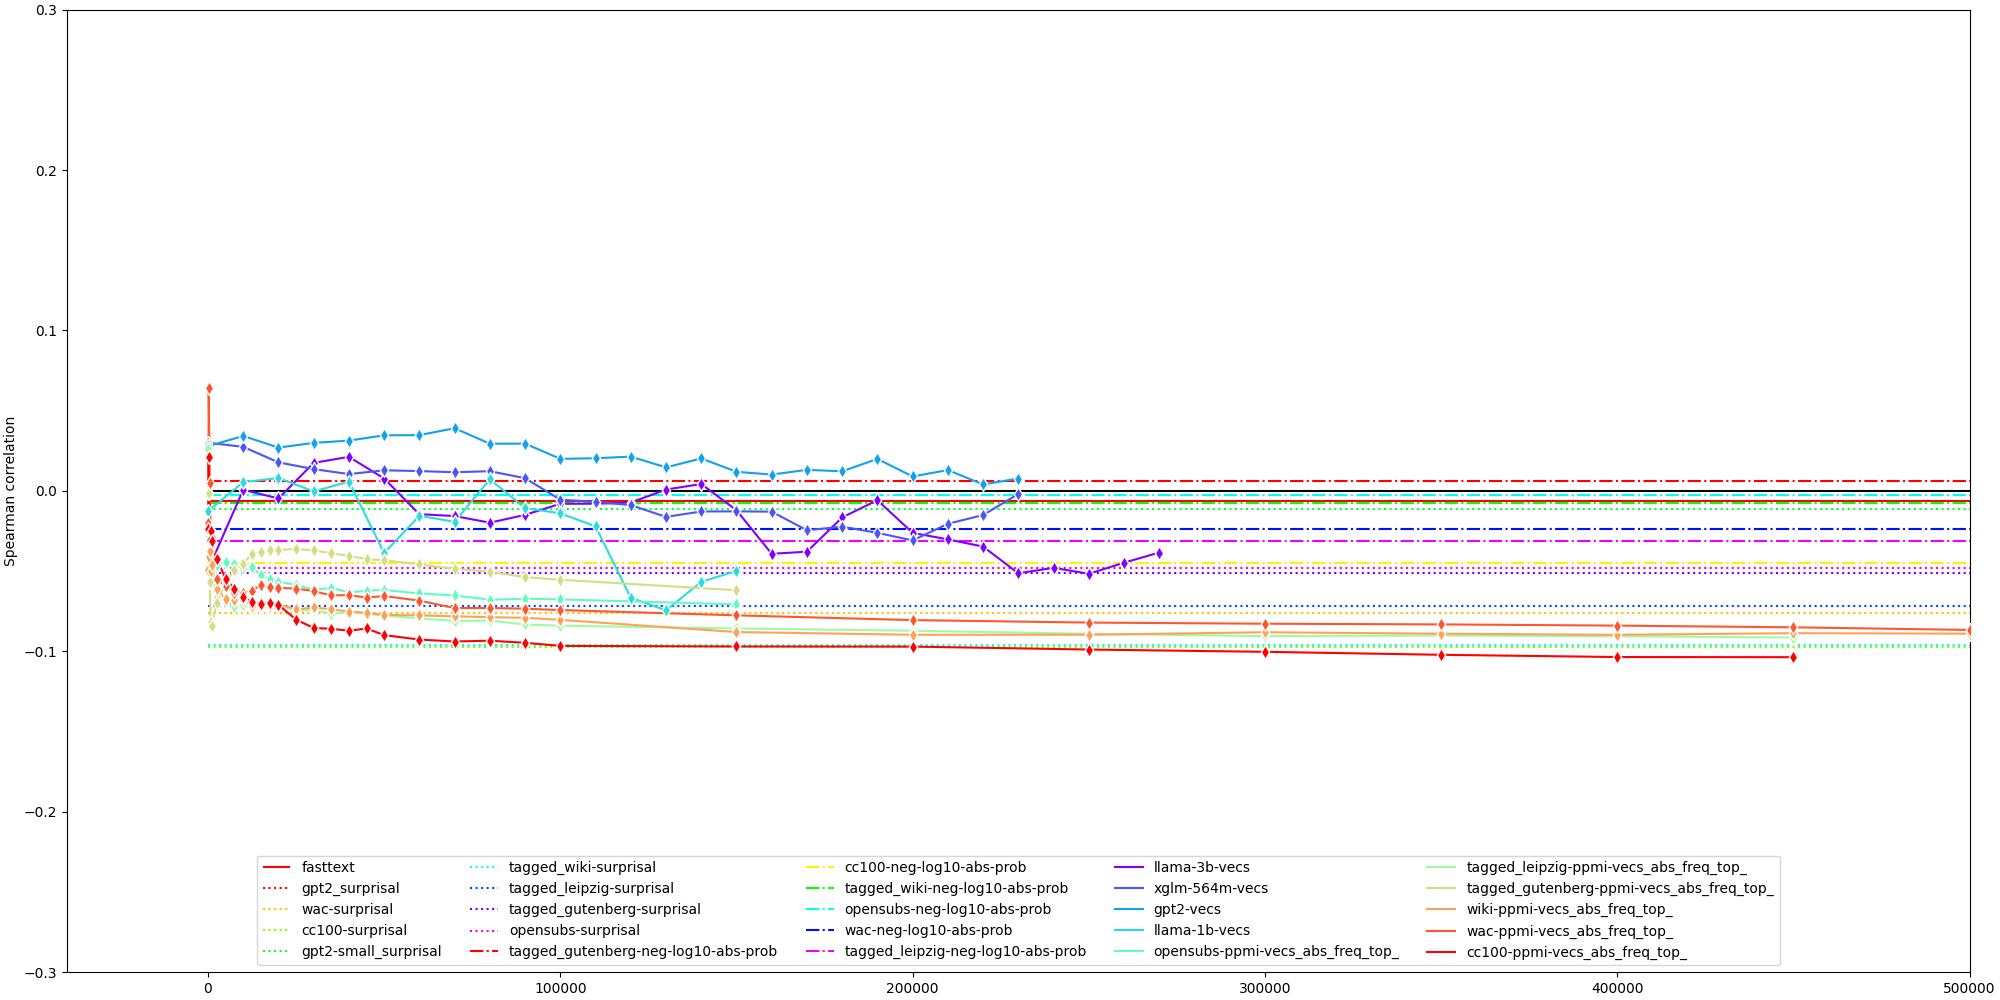 0.3
0.2
0.1
0.0
−0.1
−0.2
−0.3
Spearman correlation
fasttext
gpt2_surprisal
wac-surprisal
cc100-surprisal
gpt2-small_surprisal
tagged_wiki-surprisal
tagged_leipzig-surprisal
tagged_gutenberg-surprisal
opensubs-surprisal
tagged_gutenberg-neg-log10-abs-prob
cc100-neg-log10-abs-prob
tagged_wiki-neg-log10-abs-prob
opensubs-neg-log10-abs-prob
wac-neg-log10-abs-prob
tagged_leipzig-neg-log10-abs-prob
llama-3b-vecs
xglm-564m-vecs
gpt2-vecs
llama-1b-vecs
opensubs-ppmi-vecs_abs_freq_top_
tagged_leipzig-ppmi-vecs_abs_freq_top_
tagged_gutenberg-ppmi-vecs_abs_freq_top_
wiki-ppmi-vecs_abs_freq_top_
wac-ppmi-vecs_abs_freq_top_
cc100-ppmi-vecs_abs_freq_top_
0 100000 200000 300000 400000 500000